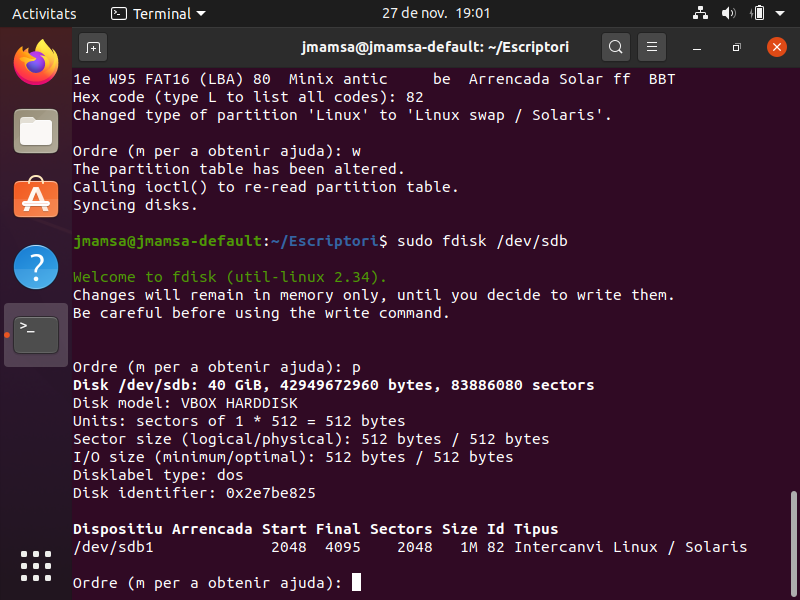 Activitats
Terminal
27 de nov. 19:01
jmamsa@jmamsa-default: ~/Escriptori
1e  W95 FAT16 (LBA) 80  Minix antic     be  Arrencada Solar ff  BBT
Hex code (type L to list all codes): 82
Changed type of partition 'Linux' to 'Linux swap / Solaris'.
Ordre (m per a obtenir ajuda): w
The partition table has been altered.
Calling ioctl() to re-read partition table.
Syncing disks.
jmamsa@jmamsa-default:~/Escriptori$ sudo fdisk /dev/sdb
Welcome to fdisk (util-linux 2.34).
Changes will remain in memory only, until you decide to write them.
Be careful before using the write command.
Ordre (m per a obtenir ajuda): p
Disk /dev/sdb: 40 GiB, 42949672960 bytes, 83886080 sectors
Disk model: VBOX HARDDISK
Units: sectors of 1 * 512 = 512 bytes
Sector size (logical/physical): 512 bytes / 512 bytes
I/O size (minimum/optimal): 512 bytes / 512 bytes
Disklabel type: dos
Disk identifier: 0x2e7be825
Dispositiu Arrencada Start Final Sectors Size Id Tipus
/dev/sdb1             2048  4095    2048   1M 82 Intercanvi Linux / Solaris
Ordre (m per a obtenir ajuda):